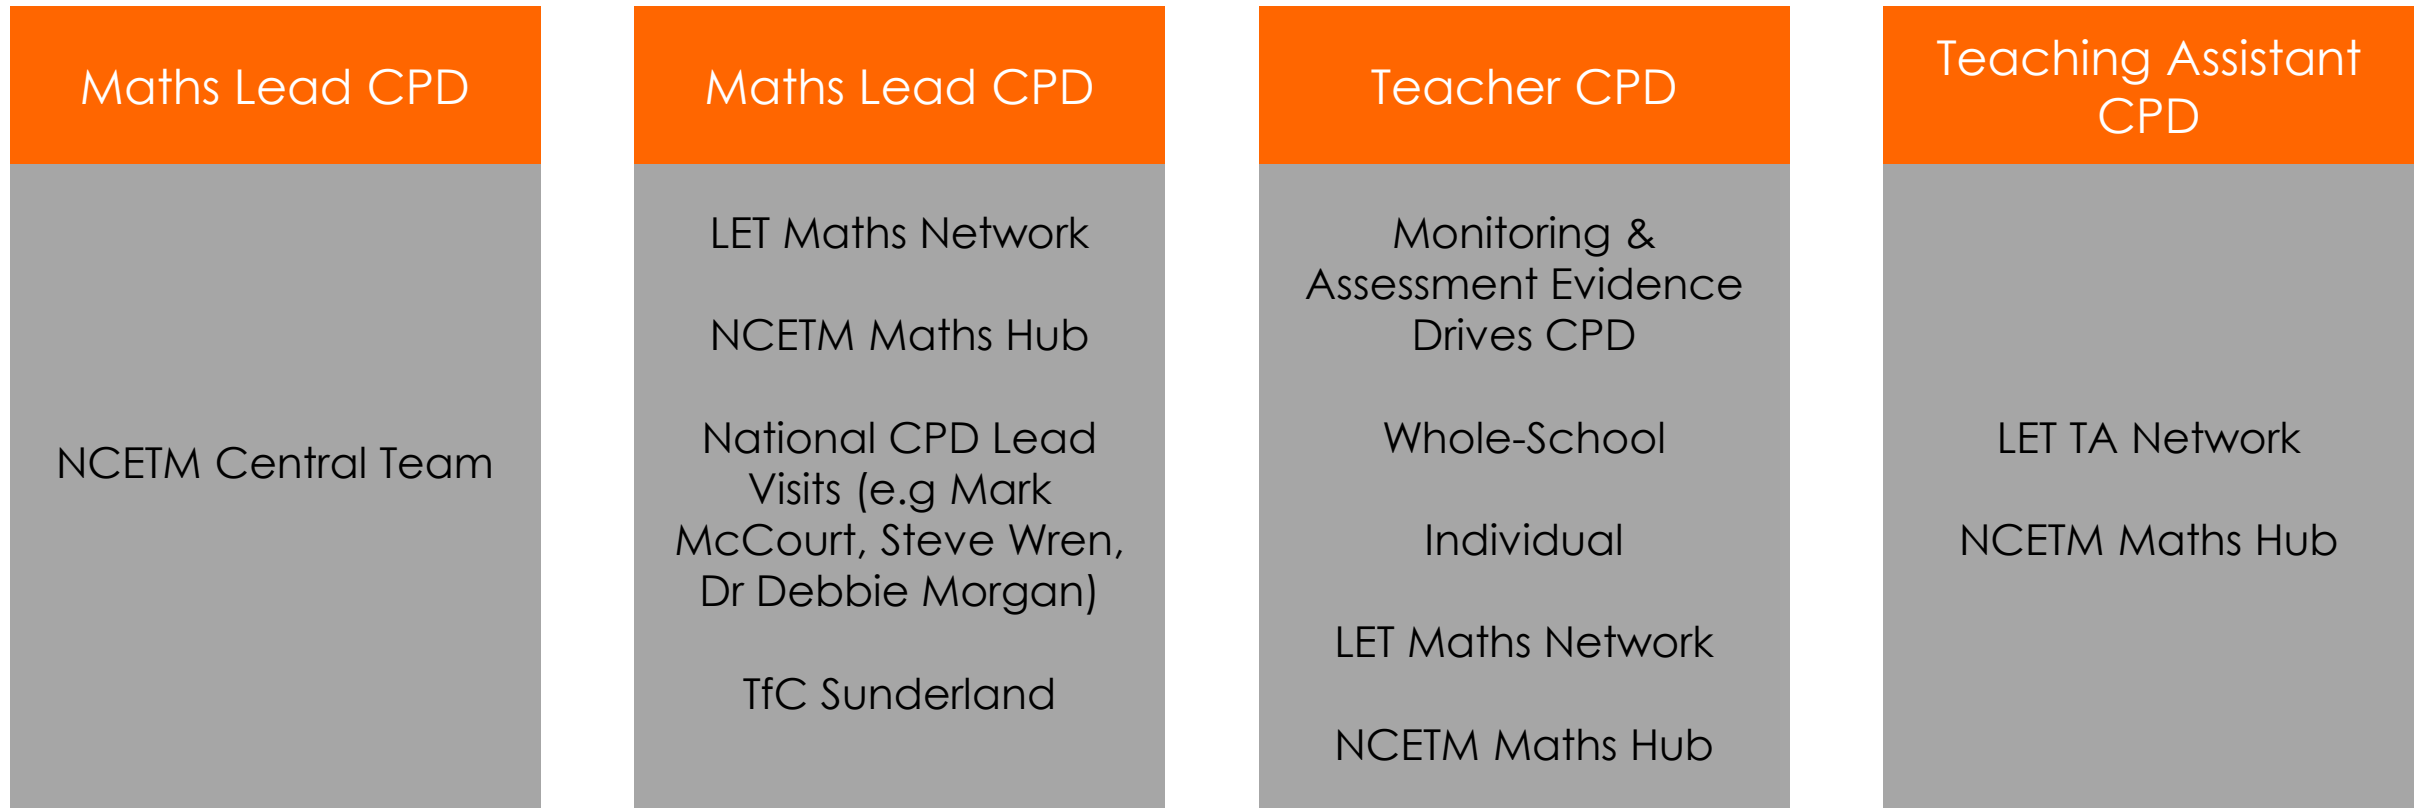 Maths Lead CPD
NCETM Central Team
Maths Lead CPD
LET Maths Network
NCETM Maths Hub
National CPD Lead
Visits (e.g Mark
McCourt, Steve Wren,
Dr Debbie Morgan)
TfC Sunderland
Teacher CPD
Monitoring &
Assessment Evidence
Drives CPD
Whole-School
Individual
LET Maths Network
NCETM Maths Hub
Teaching Assistant
CPD
LET TA Network
NCETM Maths Hub